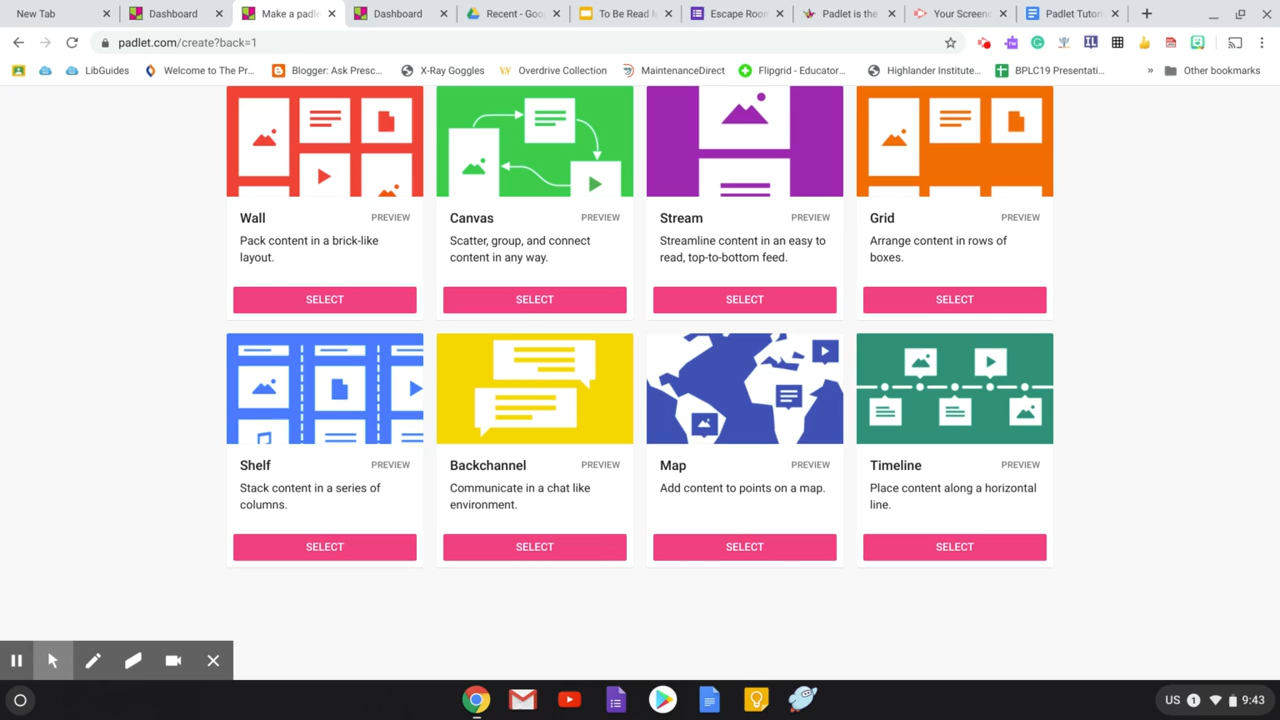 New Tab
Dashboard
Make a padle
Dashboard
Recent - Goo
To Be Read M
Escape Room
Padlet is the
Your Screenc
Padlet Tutori
padlet.com/create?back=1
LibGuides
Welcome to The Pr...
Blogger: Ask Presc...
X-Ray Goggles
Overdrive Collection
MaintenanceDirect
Flipgrid - Educator...
Highlander Institute...
BPLC19 Presentati...
Other bookmarks
Wall
PREVIEW
Pack content in a brick-like
layout.
SELECT
Canvas
PREVIEW
Scatter, group, and connect
content in any way.
SELECT
Stream
PREVIEW
Streamline content in an easy to
read, top-to-bottom feed.
SELECT
Grid
PREVIEW
Arrange content in rows of
boxes.
SELECT
Shelf
PREVIEW
Stack content in a series of
columns.
SELECT
Backchannel
PREVIEW
Communicate in a chat like
environment.
SELECT
Map
PREVIEW
Add content to points on a map.
SELECT
Timeline
PREVIEW
Place content along a horizontal
line.
SELECT
US 1 9:43